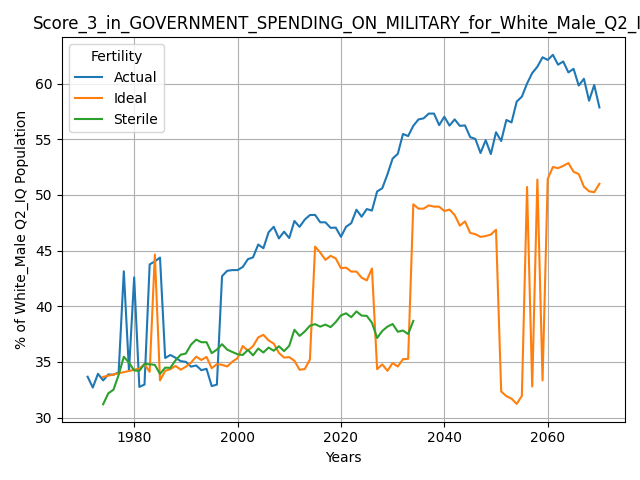 Score_3_in_GOVERNMENT_SPENDING_ON_MILITARY_for_White_Male_Q2_I
Fertility
Actual
Ideal
Sterile
% of White_Male Q2_IQ Population
60
55
50
45
40
35
30
1980
2000
2020
2040
2060
Years